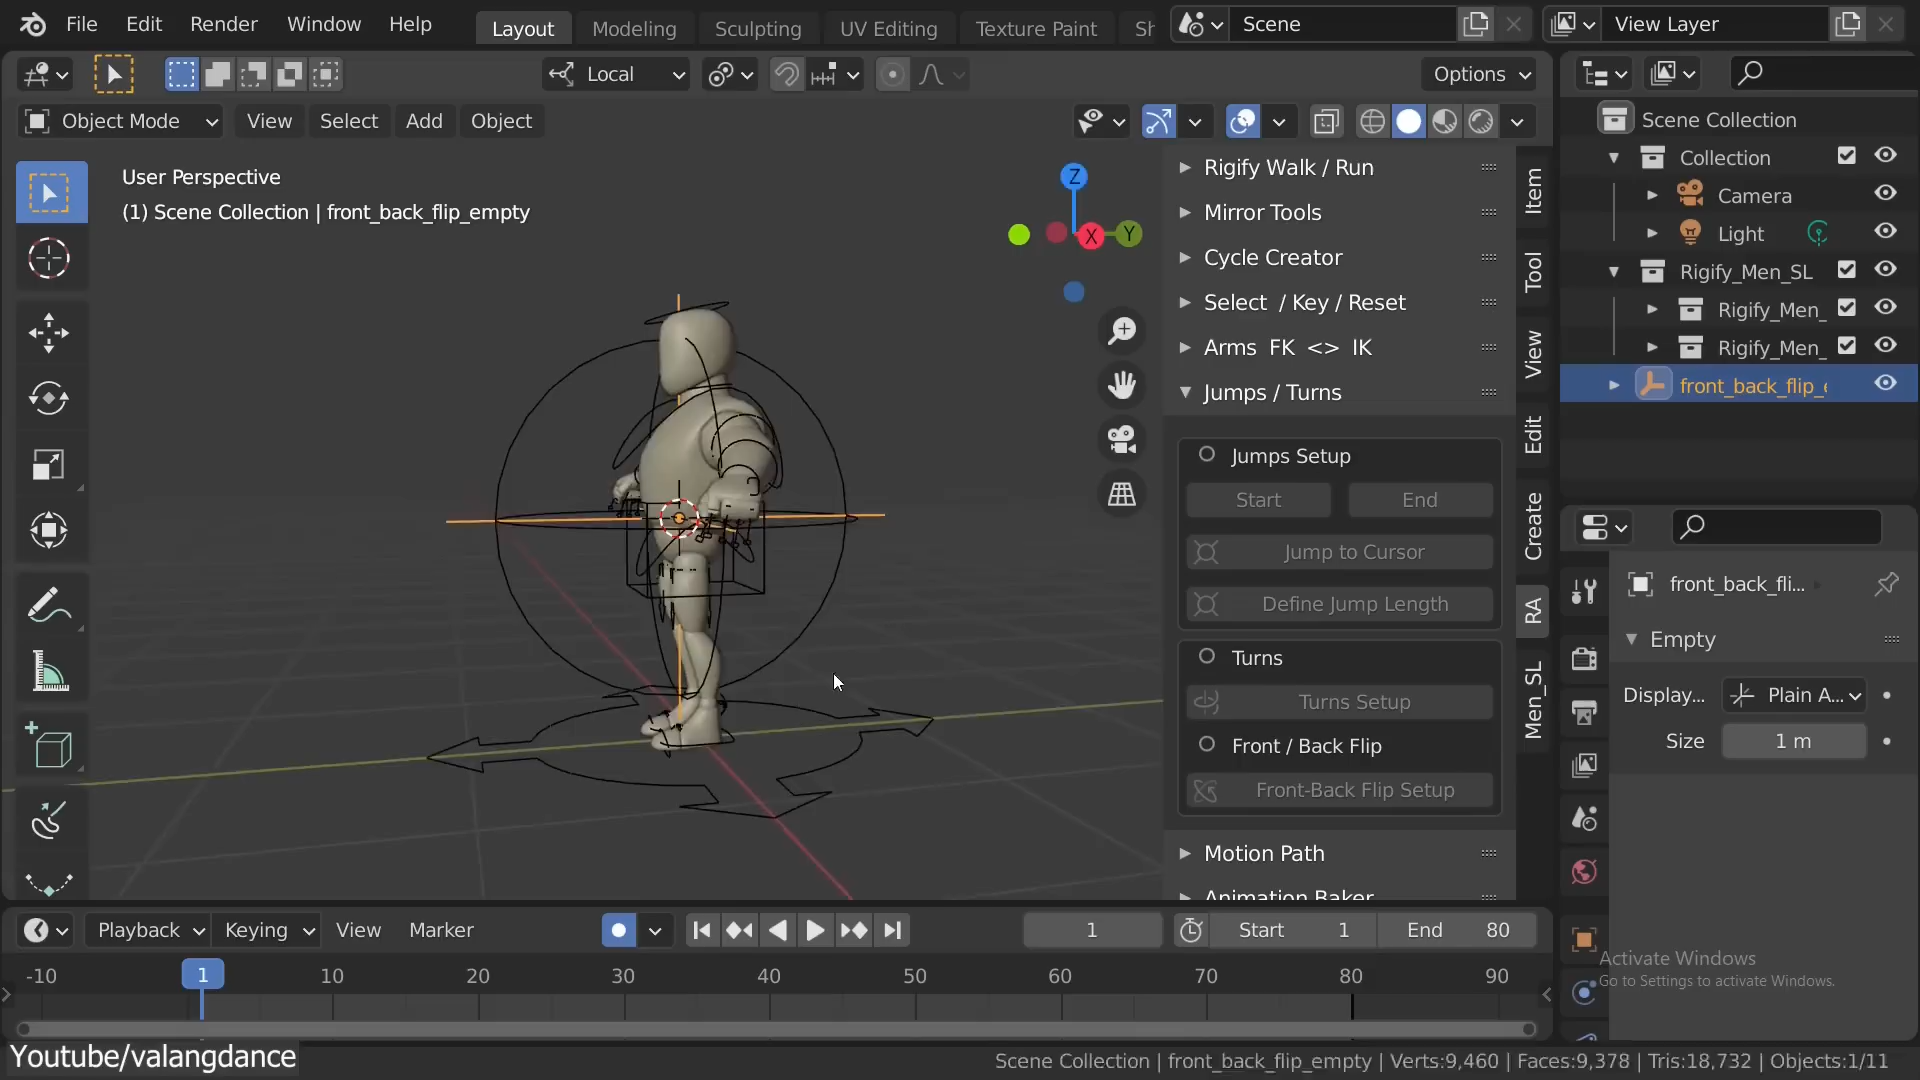 File Edit Render Window Help
Layout Modeling Sculpting UV Editing Texture Paint Sh
Scene
View Layer
Local
Options
Object Mode View Select Add Object
User Perspective
(1) Scene Collection | front_back_flip_empty
Z
X
Y
Rigify Walk / Run
Mirror Tools
Cycle Creator
Select / Key / Reset
Arms FK <> IK
Jumps / Turns
Jumps Setup
Start End
Jump to Cursor
Define Jump Length
Turns
Turns Setup
Front / Back Flip
Front-Back Flip Setup
Motion Path
Animation Baker
Item
Tool
View
Edit
Create
RA
Men_SL
Scene Collection
Collection
Camera
Light
Rigify_Men_SL
Rigify_Men_
Rigify_Men_
front_back_flip_e
front_back_fli...
Empty
Display... Plain A...
Size 1 m
Activate Windows
Go to Settings to activate Windows.
Playback Keying View Marker
1
Start 1
End 80
-10 1 10 20 30 40 50 60 70 80 90
Youtube/valangdance
Scene Collection | front_back_flip_empty | Verts:9,460 | Faces:9,378 | Tris:18,732 | Objects:1/11